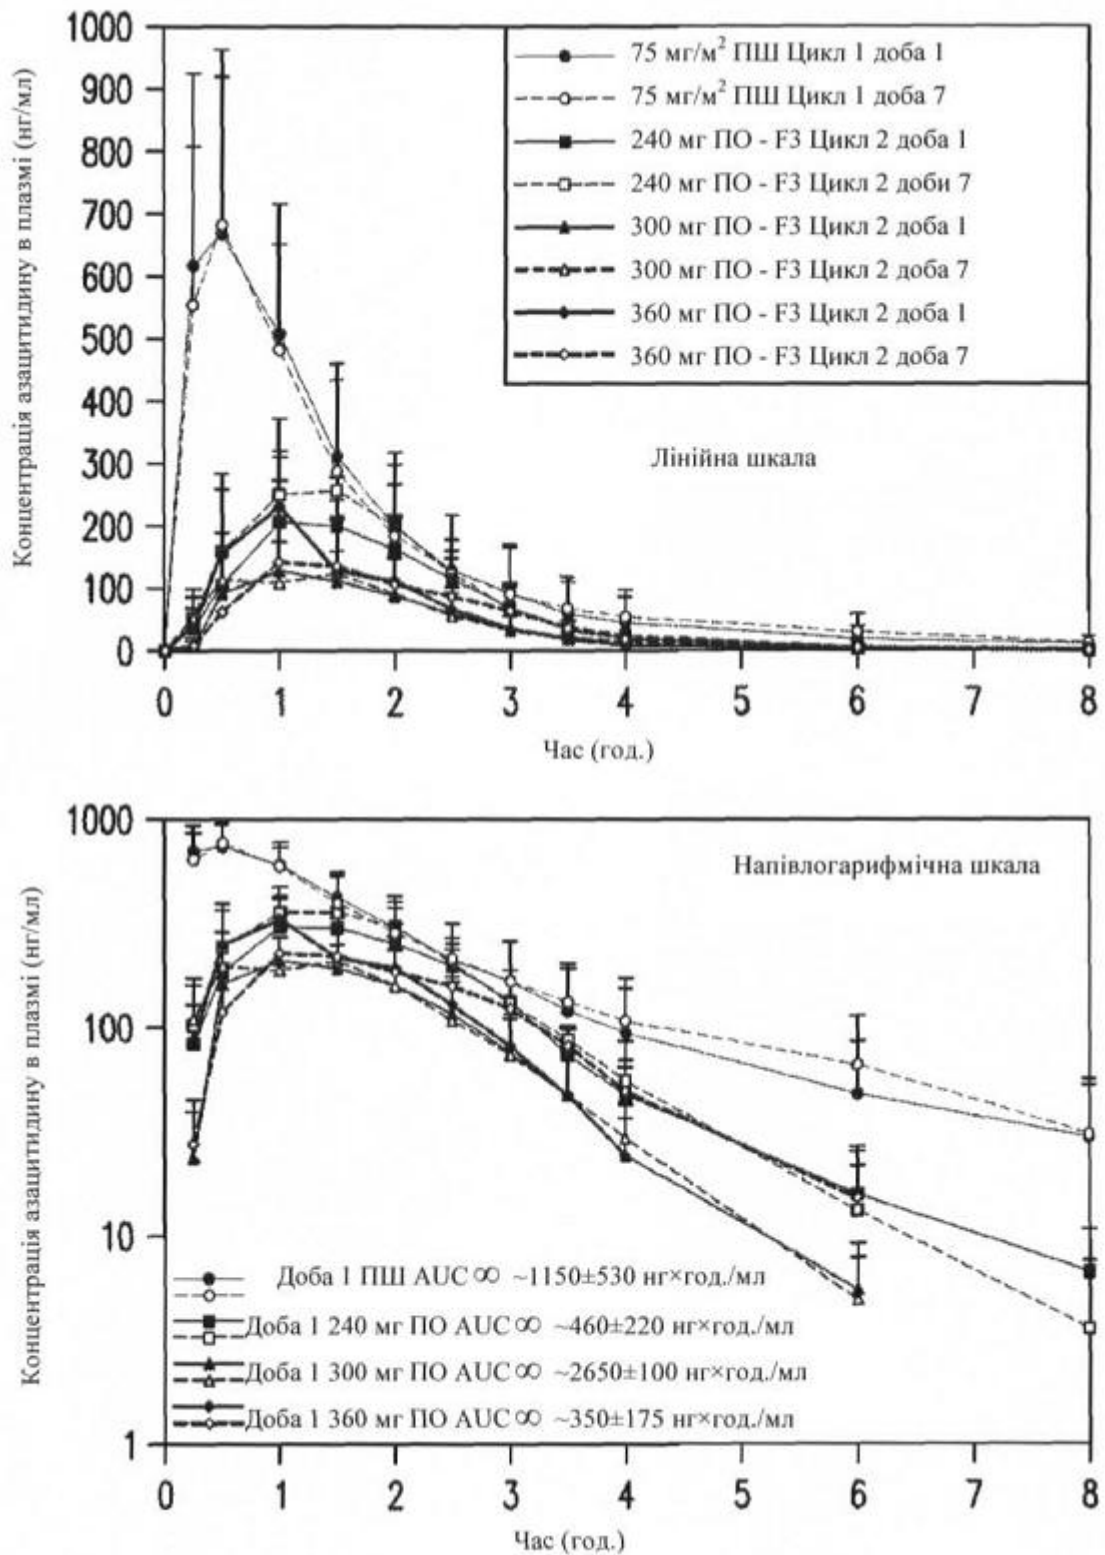 Концентрація азацитидину в плазмі (нг/мл)
1000
900
800
700
600
500
400
300
200
100
0
75 мг/м² ПШ Цикл 1 доба 1
75 мг/м² ПШ Цикл 1 доба 7
240 мг ПО - F3 Цикл 2 доба 1
240 мг ПО - F3 Цикл 2 доби 7
300 мг ПО - F3 Цикл 2 доба 1
300 мг ПО - F3 Цикл 2 доба 7
360 мг ПО - F3 Цикл 2 доба 1
360 мг ПО - F3 Цикл 2 доба 7
Лінійна шкала
0 1 2 3 4 5 6 7 8
Час (год.)
Концентрація азацитидину в плазмі (нг/мл)
1000
100
10
1
Напівлогарифмічна шкала
Доба 1 ПШ AUC ∞ ~1150±530 нг×год./мл
Доба 1 240 мг ПО AUC ∞ ~460±220 нг×год./мл
Доба 1 300 мг ПО AUC ∞ ~2650±100 нг×год./мл
Доба 1 360 мг ПО AUC ∞ ~350±175 нг×год./мл
0 1 2 3 4 5 6 7 8
Час (год.)